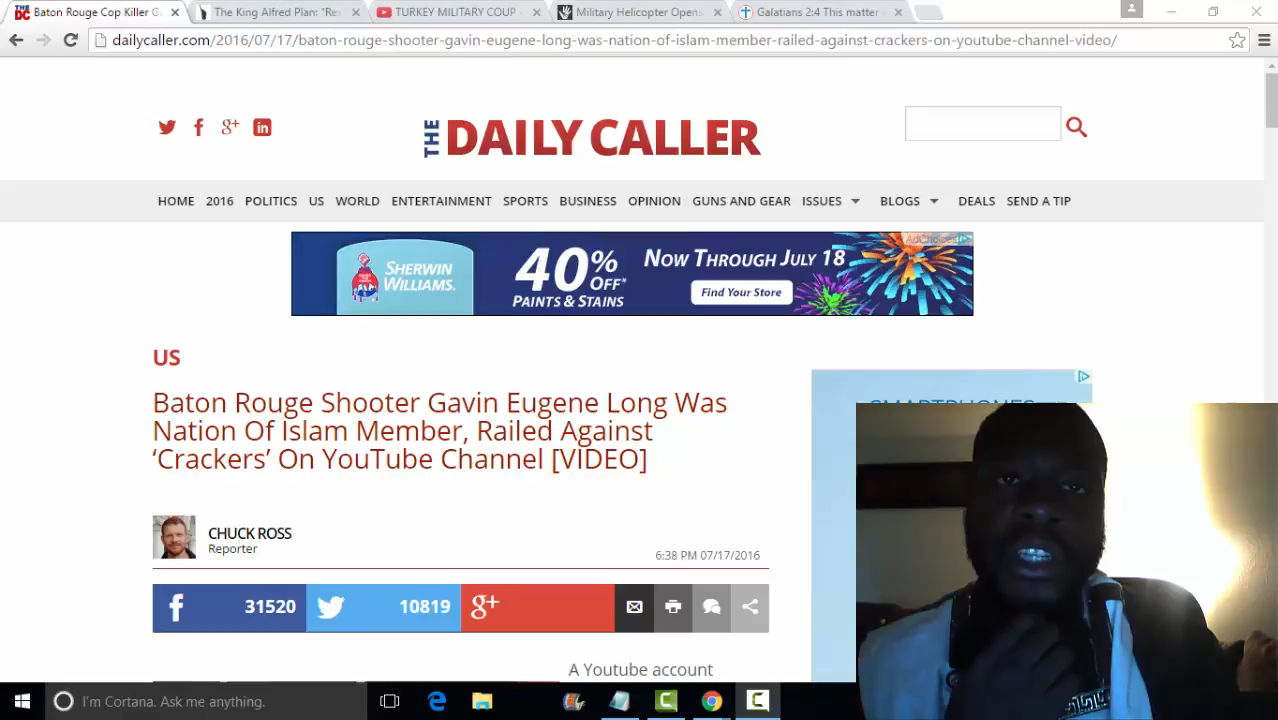 Baton Rouge Cop Killer G
The King Alfred Plan: "Re
TURKEY MILITARY COUP -
Military Helicopter Opens
Galatians 2:4 This matter
dailycaller.com/2016/07/17/baton-rouge-shooter-gavin-eugene-long-was-nation-of-islam-member-railed-against-crackers-on-youtube-channel-video/
THE DAILY CALLER
HOME 2016 POLITICS US WORLD ENTERTAINMENT SPORTS BUSINESS OPINION GUNS AND GEAR ISSUES BLOGS DEALS SEND A TIP
SHERWIN WILLIAMS.
40% OFF*
PAINTS & STAINS
NOW THROUGH JULY 18
Find Your Store
AdChoices
US
Baton Rouge Shooter Gavin Eugene Long Was
Nation Of Islam Member, Railed Against
‘Crackers’ On YouTube Channel [VIDEO]
CHUCK ROSS
Reporter
6:38 PM 07/17/2016
31520
10819
A Youtube account
SMARTPHONES
I'm Cortana. Ask me anything.